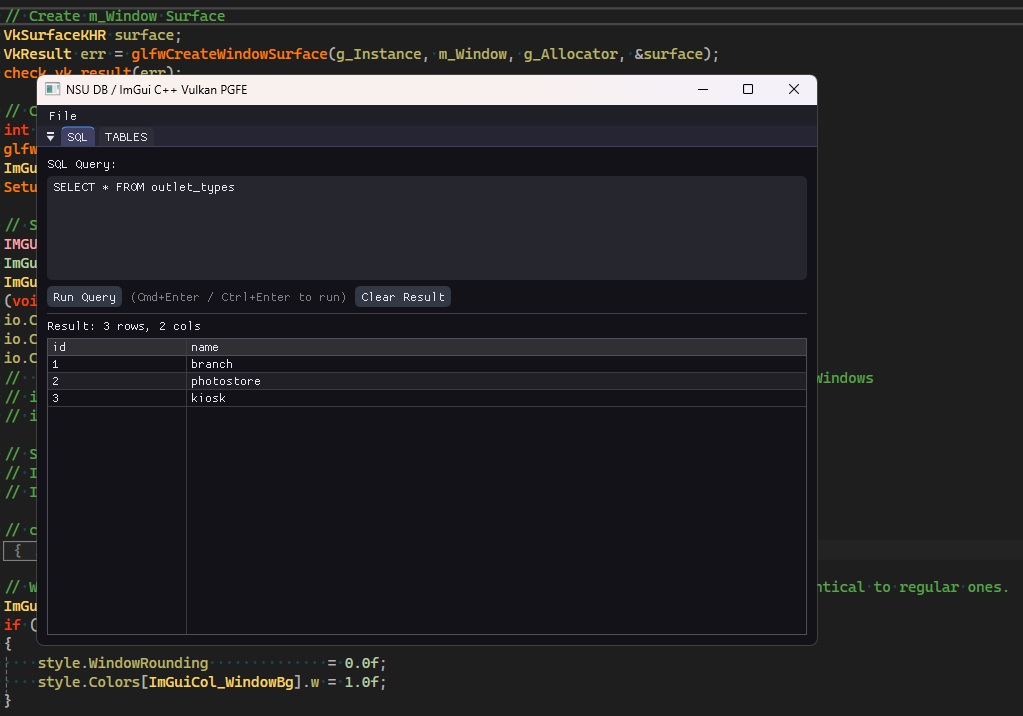 // Create m_Window Surface
VkSurfaceKHR surface;
VkResult err = glfwCreateWindowSurface(g_Instance, m_Window, g_Allocator, &surface);
check_vk_result(err);
NSU DB / ImGui C++ Vulkan PGFE
// C
File
int
SQL TABLES
glfw
ImGu
SQL Query:
Setu
SELECT * FROM outlet_types
// S
IMGU
ImGu
ImGu
Run Query (Cmd+Enter / Ctrl+Enter to run) Clear Result
(voi
io.C
Result: 3 rows, 2 cols
io.C
id name
io.C
1 branch
// Windows
2 photostore
// i
3 kiosk
// i
// S
// I
// I
// c
{
// W ntical to regular ones.
ImGu
if (
{
style.WindowRounding = 0.0f;
style.Colors[ImGuiCol_WindowBg].w = 1.0f;
}